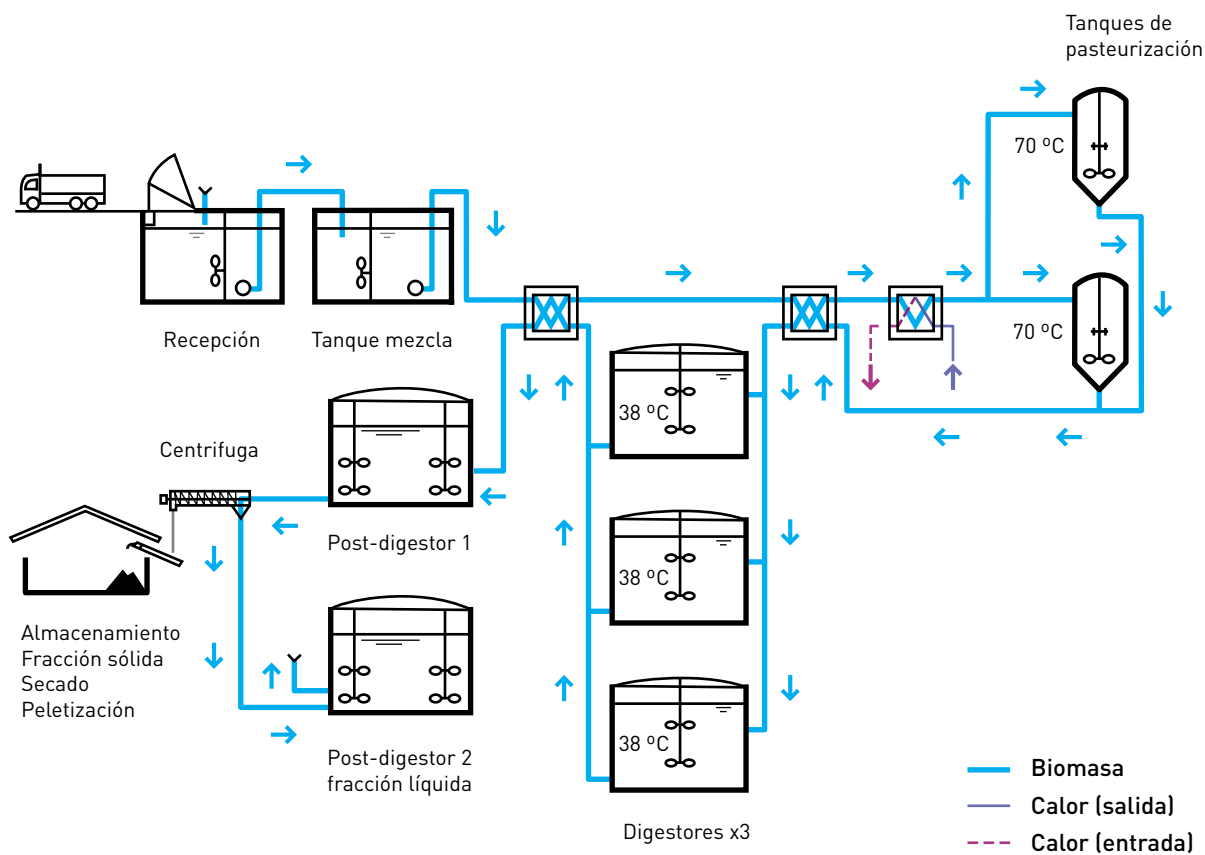 Tanques de
pasteurización
70 ºC
Recepción
Tanque mezcla
70 ºC
38 ºC
Centrifuga
Post-digestor 1
38 ºC
Almacenamiento
Fracción sólida
Secado
Peletización
Post-digestor 2
fracción líquida
38 ºC
Digestores x3
Biomasa
Calor (salida)
Calor (entrada)